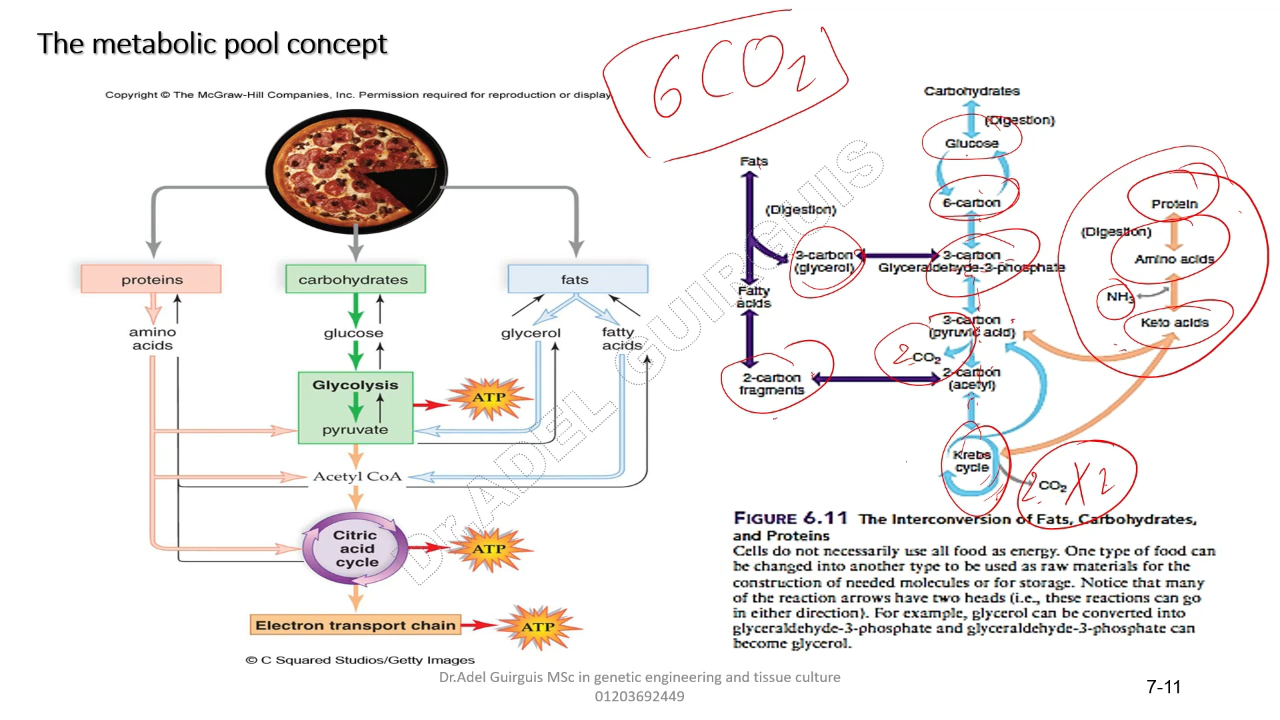 The metabolic pool concept
6CO2
Copyright © The McGraw-Hill Companies, Inc. Permission required for reproduction or display
proteins
carbohydrates
fats
amino
acids
glucose
glycerol
fatty
acids
Glycolysis
pyruvate
ATP
Acetyl CoA
Citric
acid
cycle
ATP
Electron transport chain
ATP
© C Squared Studios/Getty Images
Carbohydrates
(Digestion)
Glucose
6-carbon
Fats
(Digestion)
3-carbon
(glycerol)
3-carbon
Glyceraldehyde-3-phosphate
Fatty
acids
3-carbon
(pyruvic acid)
2 CO2
2-carbon
fragments
2-carbon
(acetyl)
Krebs
cycle
CO2
2 X 2
Protein
(Digestion)
Amino acids
NH3
Keto acids
FIGURE 6.11 The Interconversion of Fats, Carbohydrates,
and Proteins
Cells do not necessarily use all food as energy. One type of food can
be changed into another type to be used as raw materials for the
construction of needed molecules or for storage. Notice that many
of the reaction arrows have two heads (i.e., these reactions can go
in either direction). For example, glycerol can be converted into
glyceraldehyde-3-phosphate and glyceraldehyde-3-phosphate can
become glycerol.
DR.ADEL GUIRGUIS
Dr.Adel Guirguis MSc in genetic engineering and tissue culture
01203692449
7-11